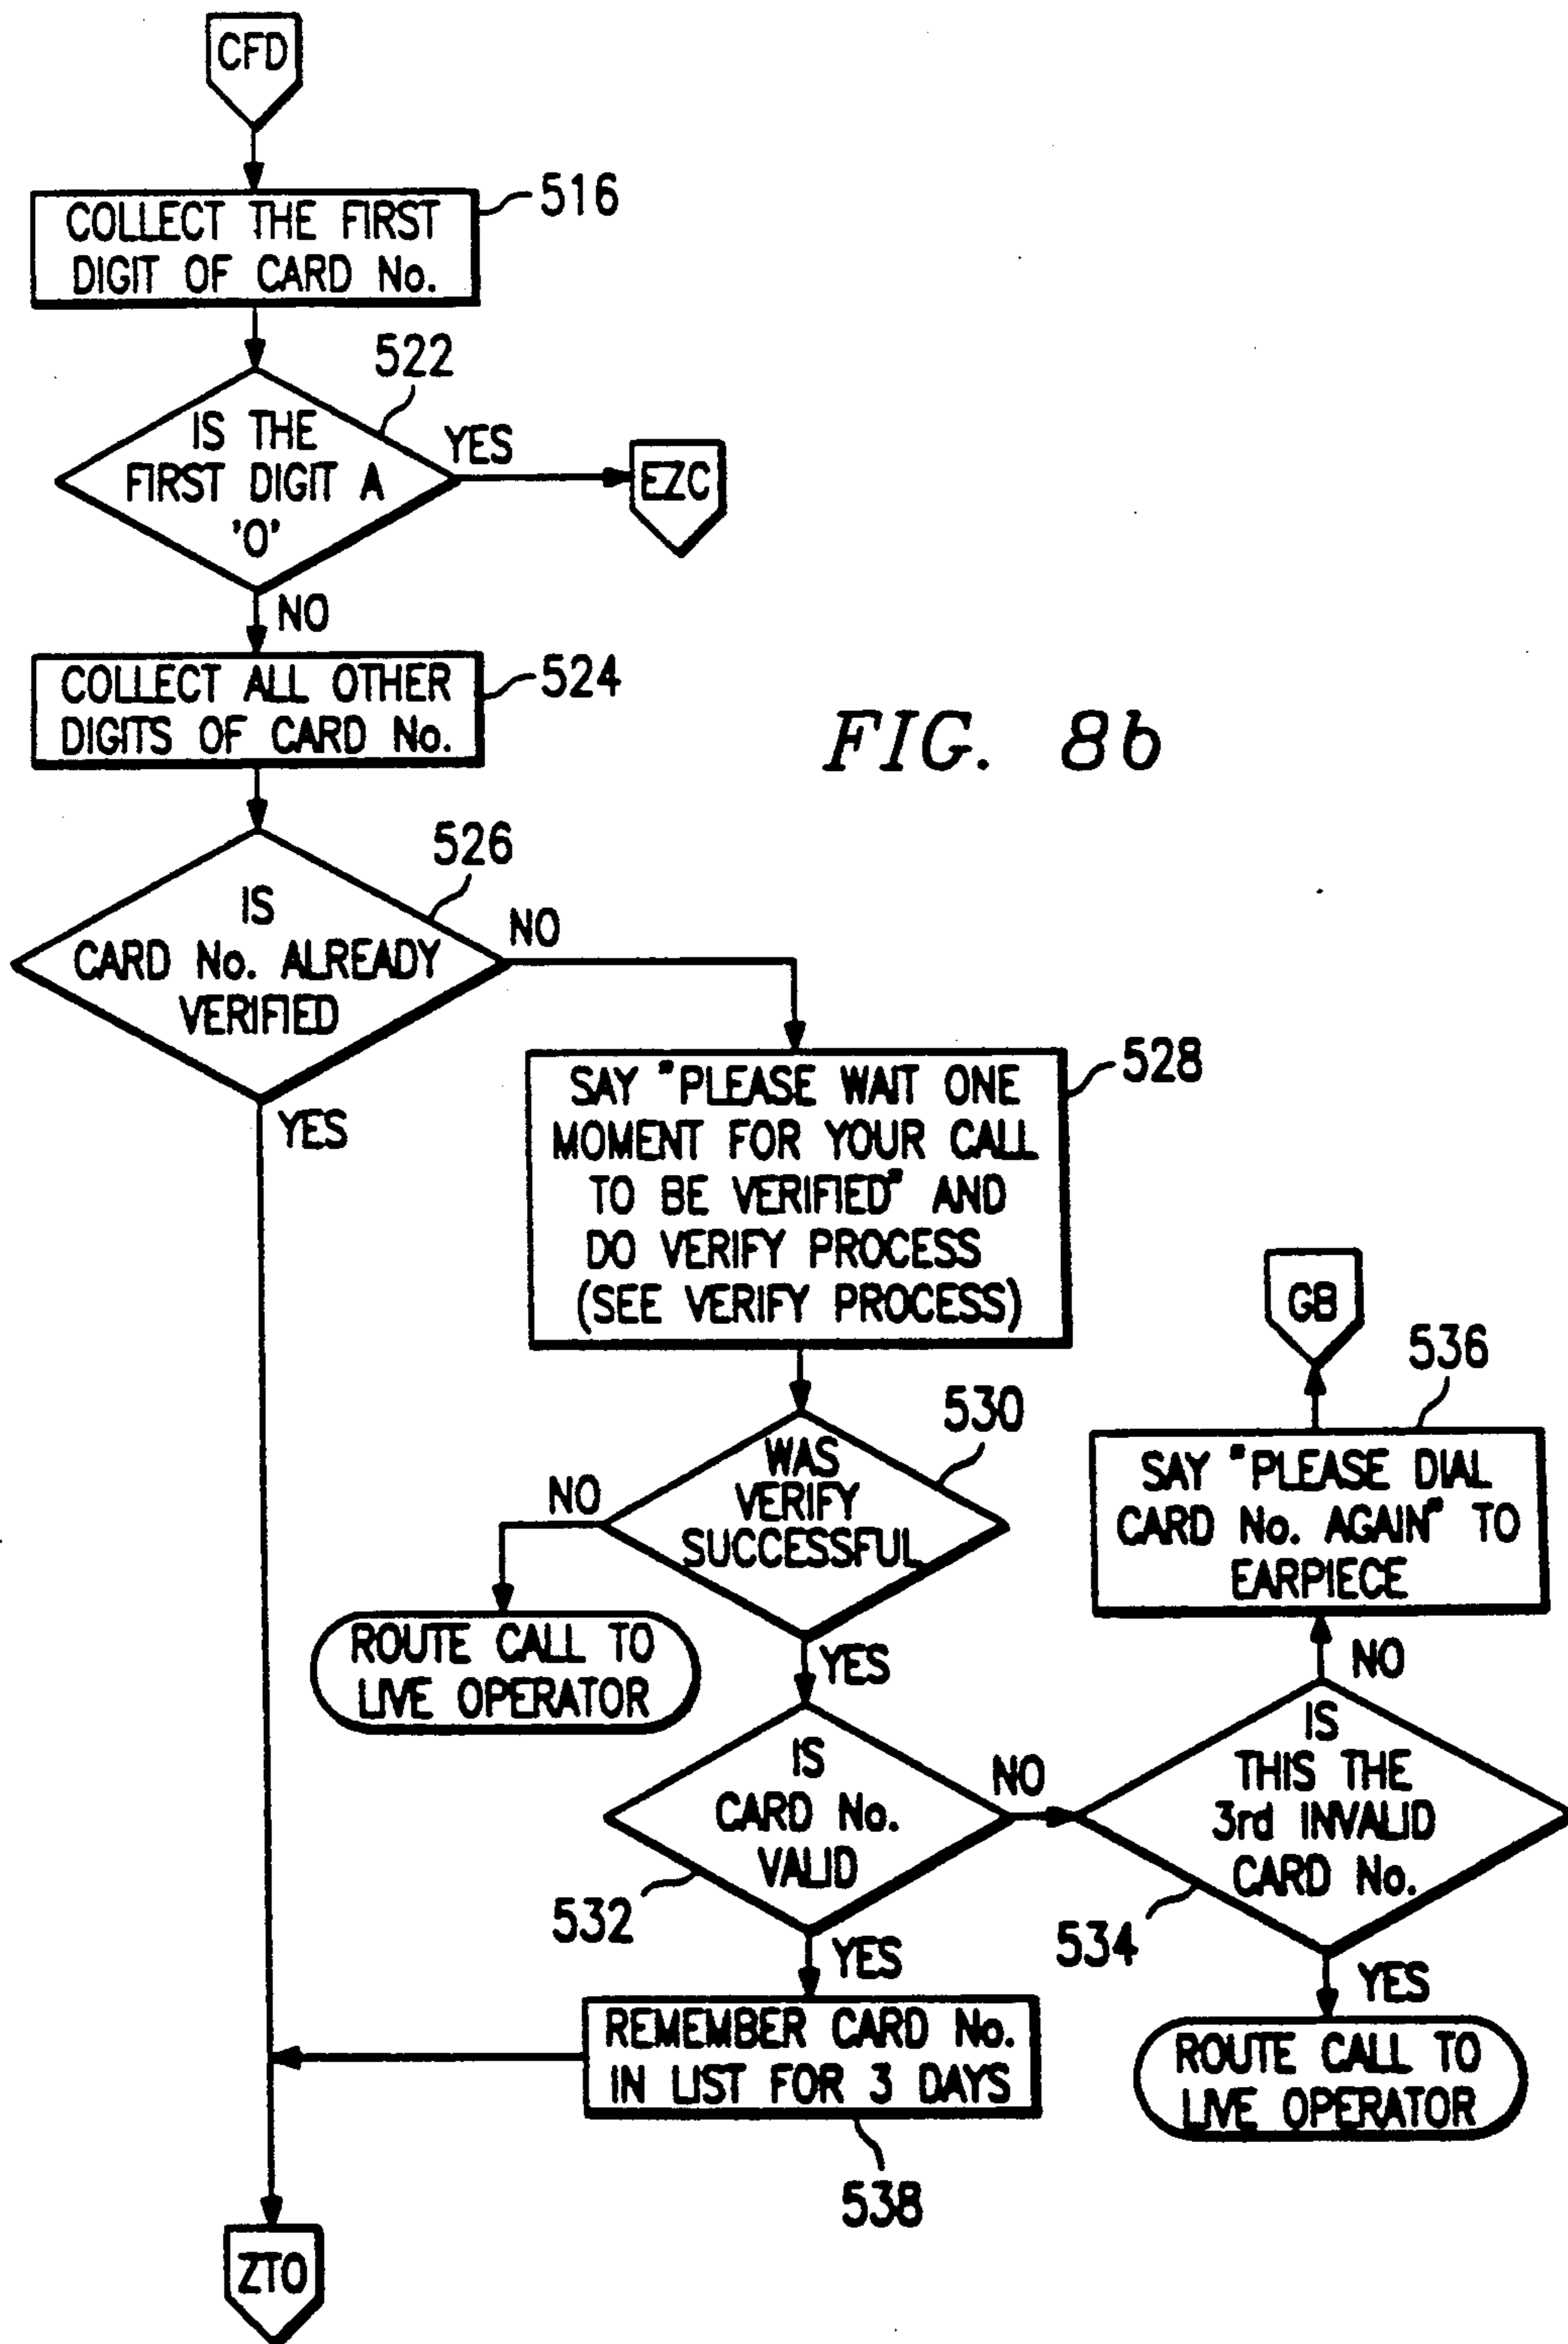 CFD
516
COLLECT THE FIRST
DIGIT OF CARD No.
522
IS THE
FIRST DIGIT A
'0'
YES
EZC
NO
COLLECT ALL OTHER
DIGITS OF CARD No.
524
FIG. 8b
526
IS
CARD No. ALREADY
VERIFIED
NO
YES
SAY "PLEASE WAIT ONE
MOMENT FOR YOUR CALL
TO BE VERIFIED" AND
DO VERIFY PROCESS
(SEE VERIFY PROCESS)
528
530
WAS
VERIFY
SUCCESSFUL
NO
ROUTE CALL TO
LIVE OPERATOR
YES
IS
CARD No.
VALID
532
NO
IS
THIS THE
3rd INVALID
CARD No.
534
NO
SAY "PLEASE DIAL
CARD No. AGAIN" TO
EARPIECE
536
GB
YES
ROUTE CALL TO
LIVE OPERATOR
YES
REMEMBER CARD No.
IN LIST FOR 3 DAYS
538
ZTO